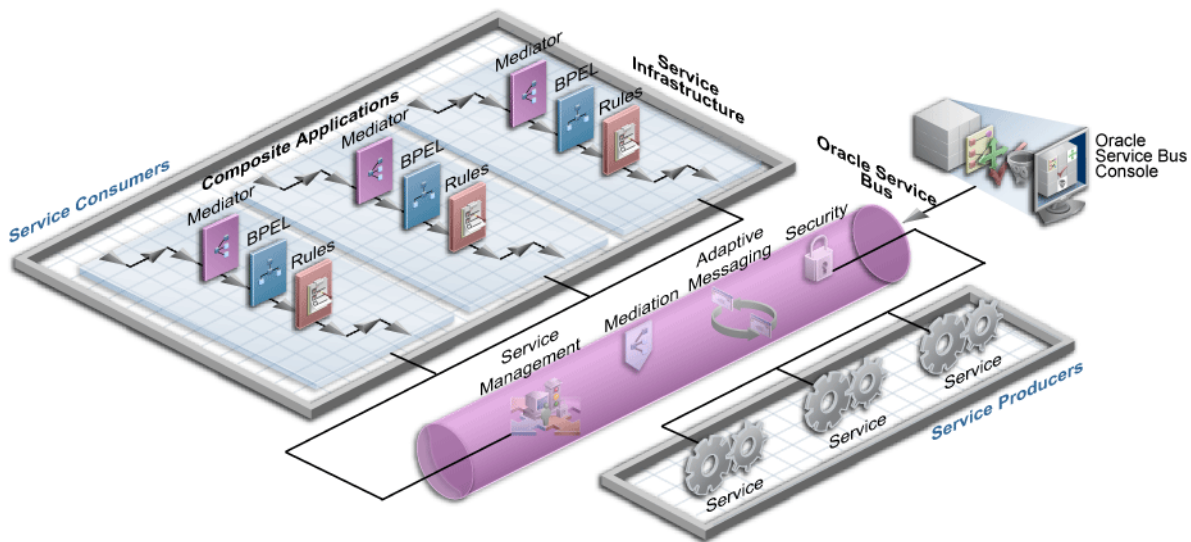 Service Consumers
Composite Applications
Service
Infrastructure
Mediator
BPEL
Rules
Mediator
BPEL
Rules
Mediator
BPEL
Rules
Oracle Service
Bus
Oracle
Service Bus
Console
Service
Management
Mediation
Adaptive
Messaging
Security
Service
Service
Service
Service Producers